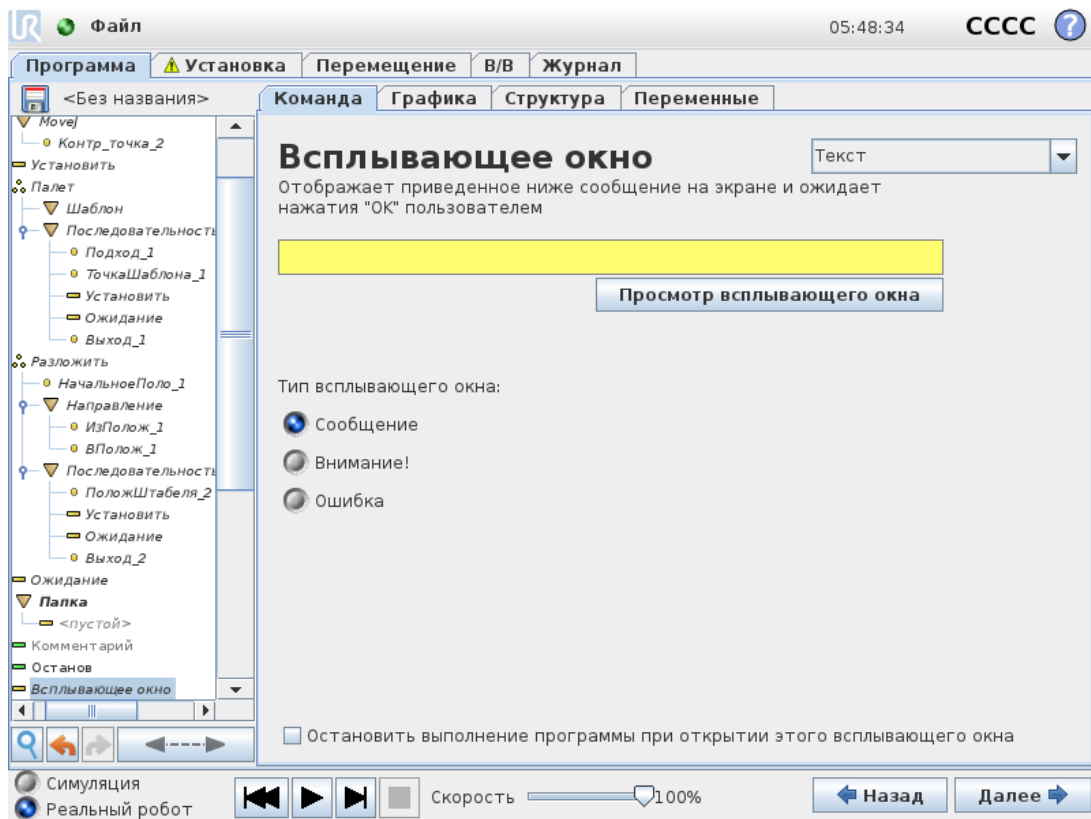 UR Файл 05:48:34 CCCC ?
Программа Установка Перемещение В/В Журнал
<Без названия> Команда Графика Структура Переменные
MoveJ
Контр_точка_2
Установить
Палет
Шаблон
Последовательность
Подход_1
ТочкаШаблона_1
Установить
Ожидание
Выход_1
Разложить
НачальноеПоло_1
Направление
ИзПолож_1
ВПолож_1
Последовательность
ПоложШтабеля_2
Установить
Ожидание
Выход_2
Ожидание
Папка
<пустой>
Комментарий
Останов
Всплывающее окно
Всплывающее окно
Текст
Отображает приведенное ниже сообщение на экране и ожидает
нажатия "OK" пользователем
Просмотр всплывающего окна
Тип всплывающего окна:
Сообщение
Внимание!
Ошибка
Остановить выполнение программы при открытии этого всплывающего окна
Симуляция
Реальный робот
Скорость 100%
Назад
Далее